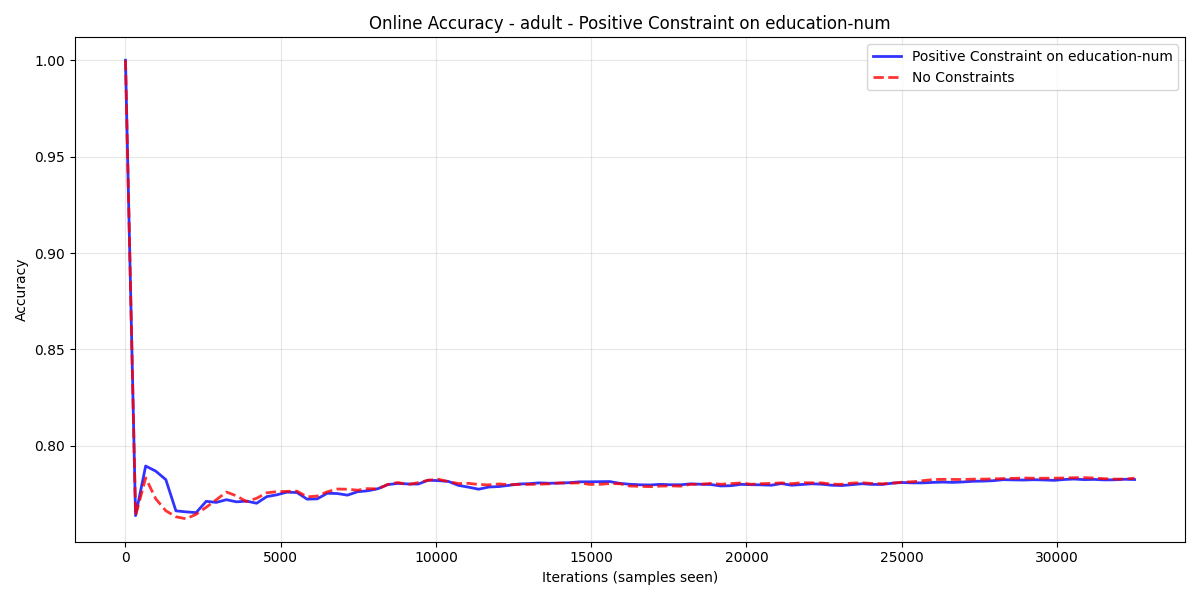 Online Accuracy - adult - Positive Constraint on education-num
Positive Constraint on education-num
No Constraints
1.00
0.95
0.90
0.85
0.80
Accuracy
0
5000
10000
15000
20000
25000
30000
Iterations (samples seen)